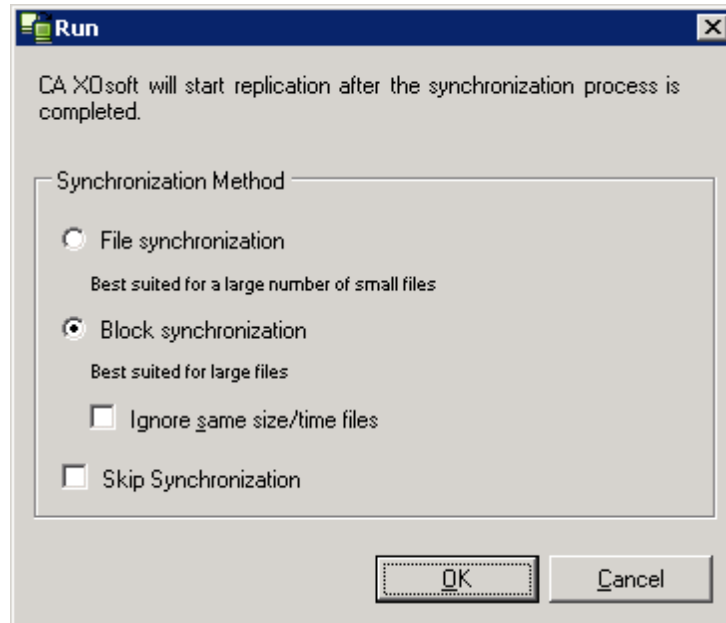 Run
CA XOsoft will start replication after the synchronization process is
completed.
Synchronization Method
File synchronization
Best suited for a large number of small files
Block synchronization
Best suited for large files
Ignore same size/time files
Skip Synchronization
OK Cancel